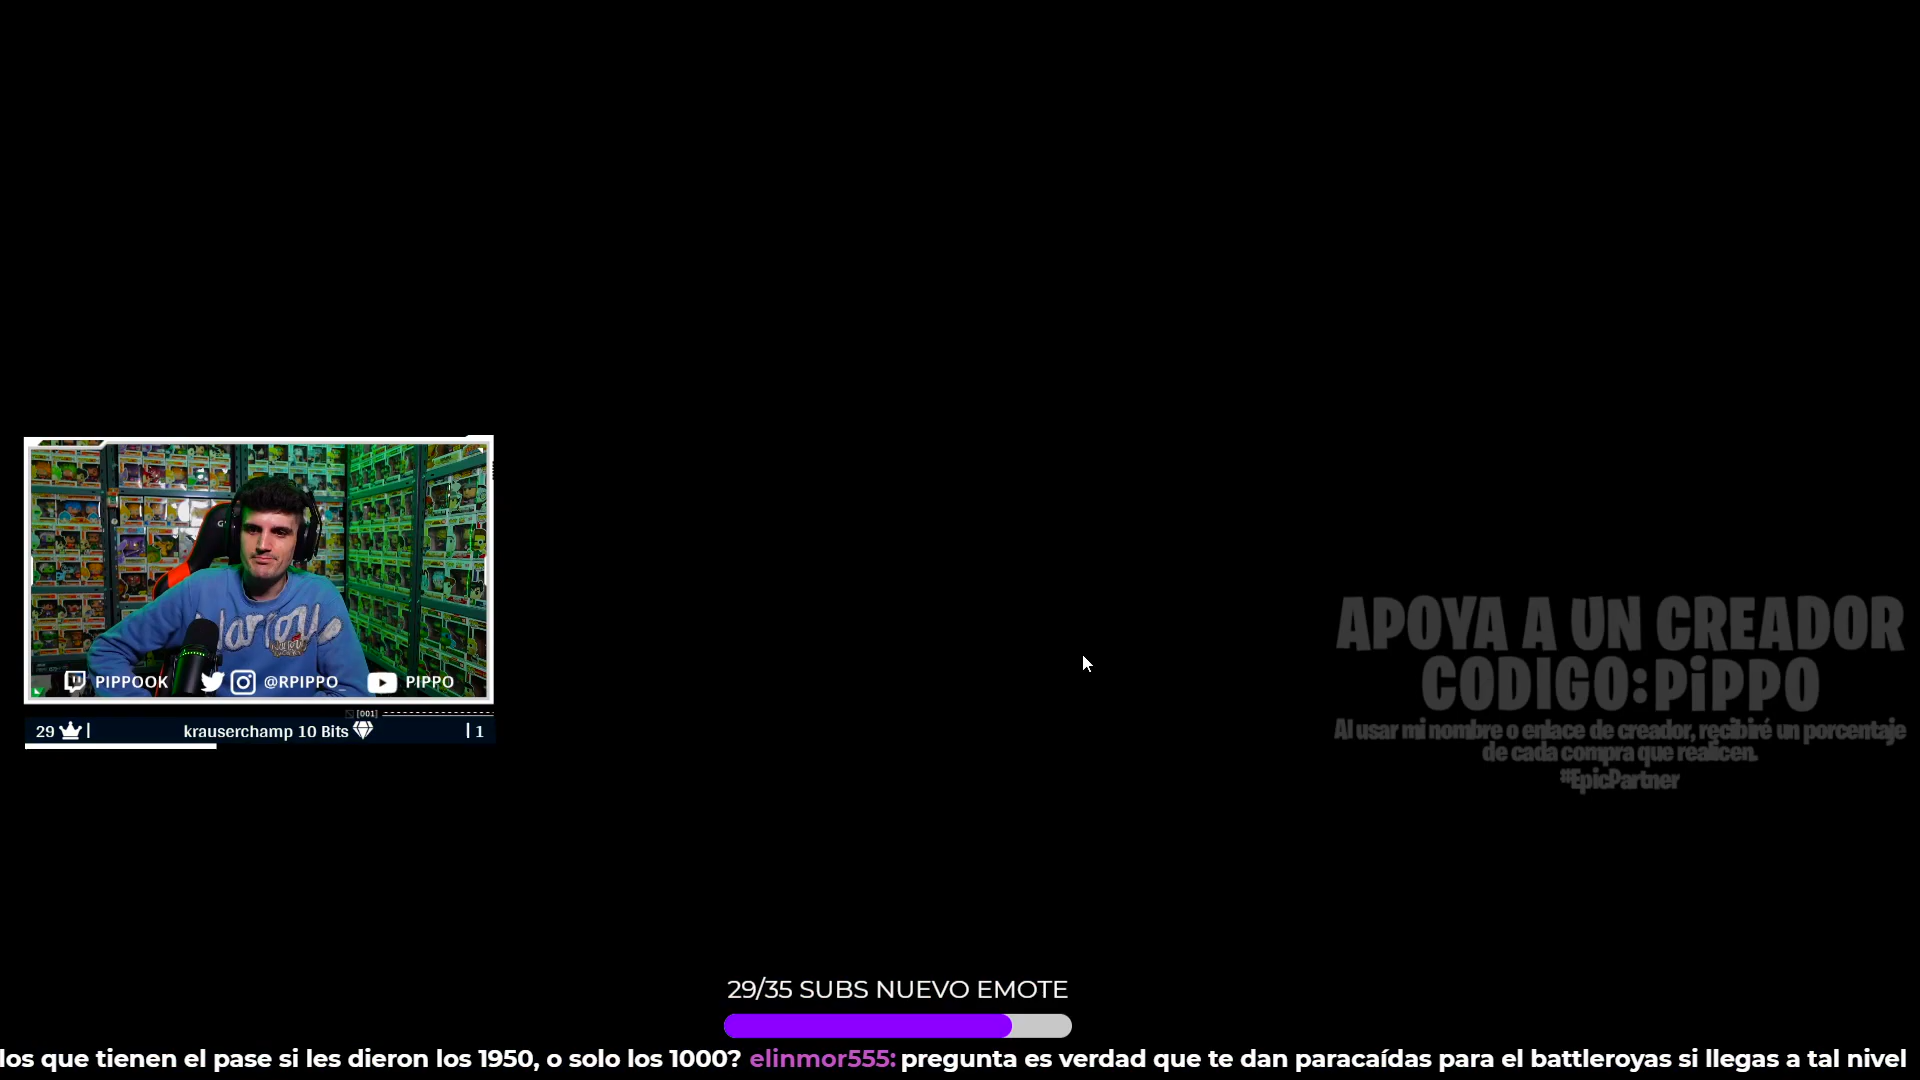 PIPPOOK @RPIPPO_ PIPPO
[001]
29 krauserchamp 10 Bits 1
APOYA A UN CREADOR
CODIGO:PiPPO
Al usar mi nombre o enlace de creador, recibiré un porcentaje
de cada compra que realicen.
#EpicPartner
29/35 SUBS NUEVO EMOTE
los que tienen el pase si les dieron los 1950, o solo los 1000? elinmor555: pregunta es verdad que te dan paracaídas para el battleroyas si llegas a tal nivel